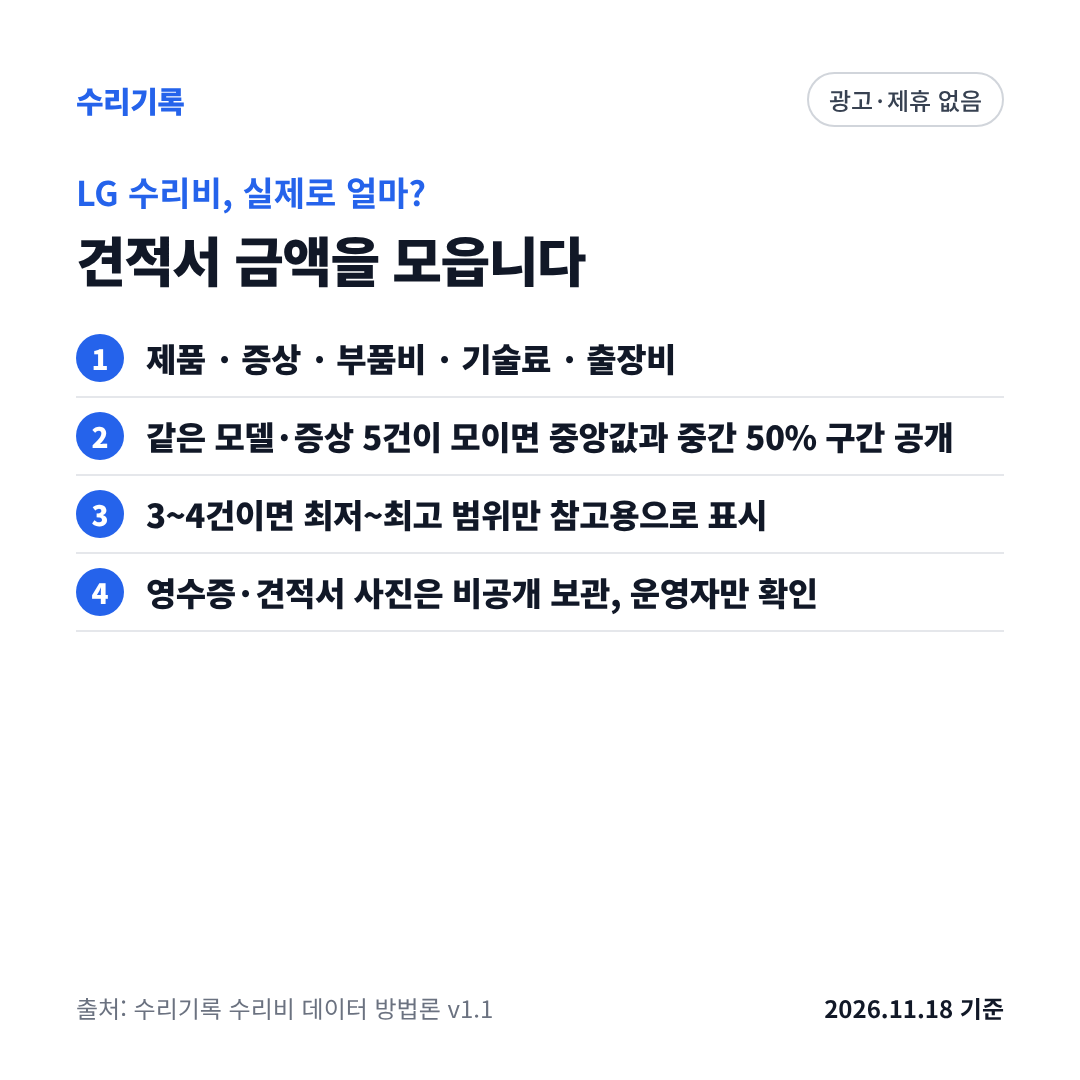 수리기록
광고·제휴 없음
LG 수리비, 실제로 얼마?
견적서 금액을 모읍니다
1 제품 · 증상 · 부품비 · 기술료 · 출장비
2 같은 모델·증상 5건이 모이면 중앙값과 중간 50% 구간 공개
3 3~4건이면 최저~최고 범위만 참고용으로 표시
4 영수증·견적서 사진은 비공개 보관, 운영자만 확인
출처: 수리기록 수리비 데이터 방법론 v1.1
2026.11.18 기준